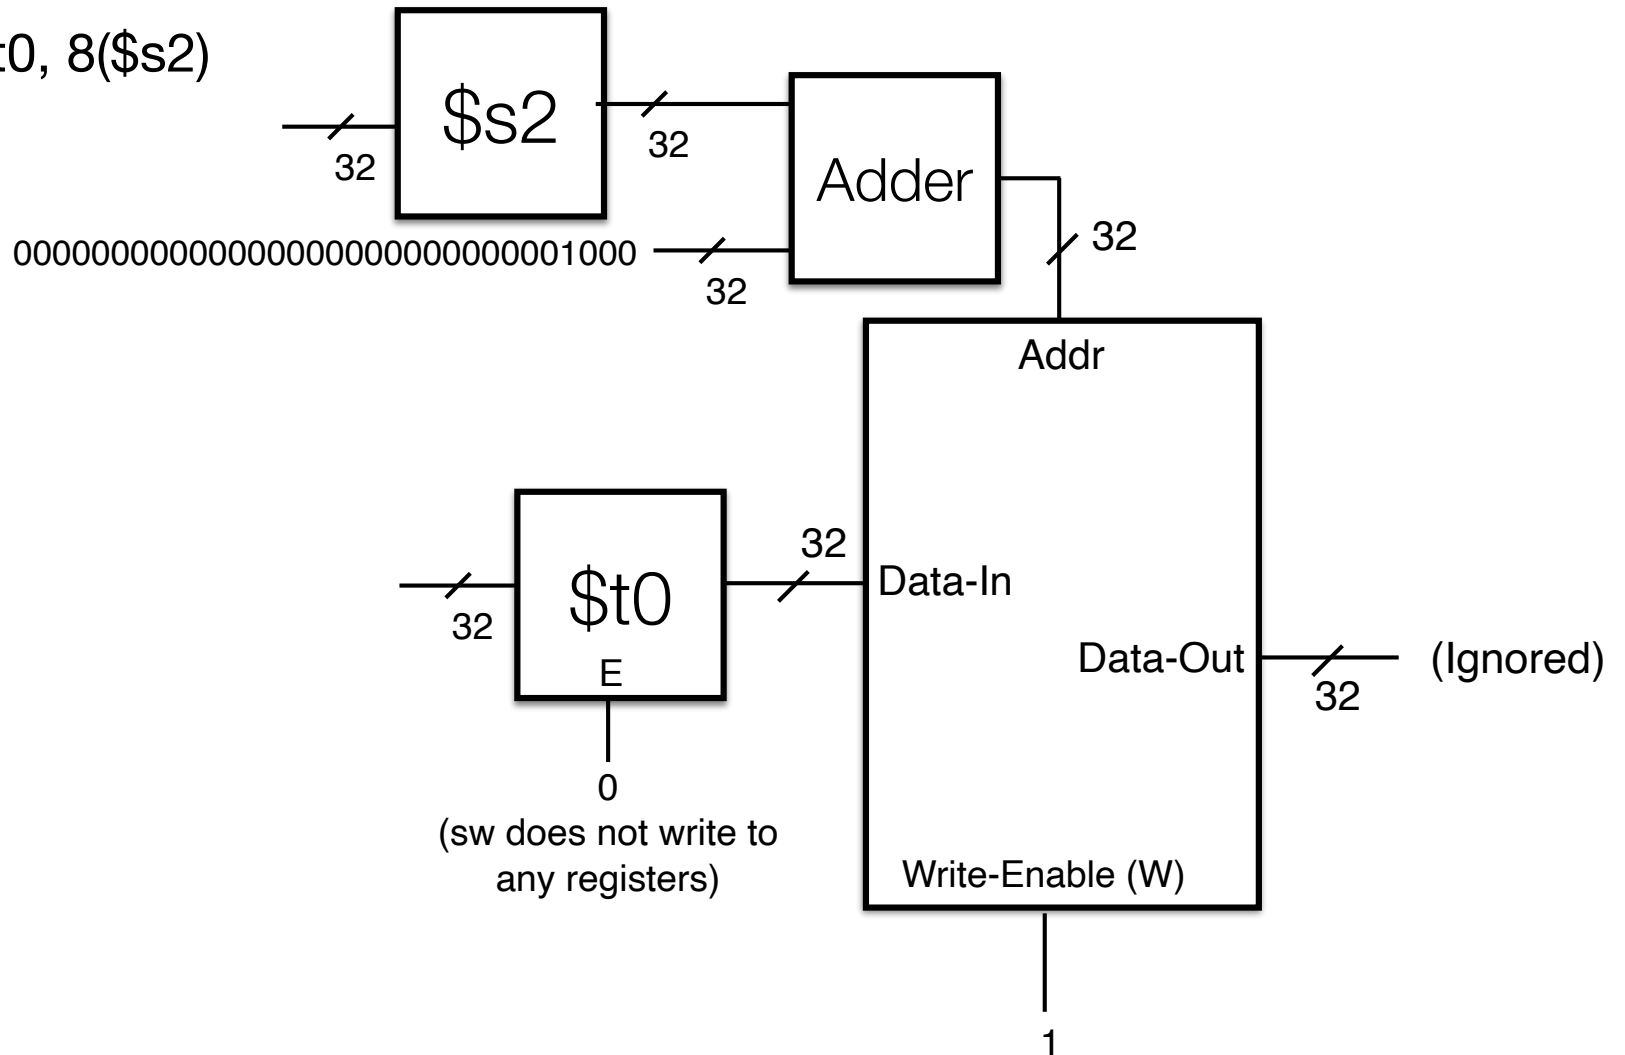 t0, 8($s2)
$s2
32
32
Adder
00000000000000000000000000001000
32
32
Addr
$t0
E
32
32
Data-In
Data-Out
32
(Ignored)
0
(sw does not write to
any registers)
Write-Enable (W)
1